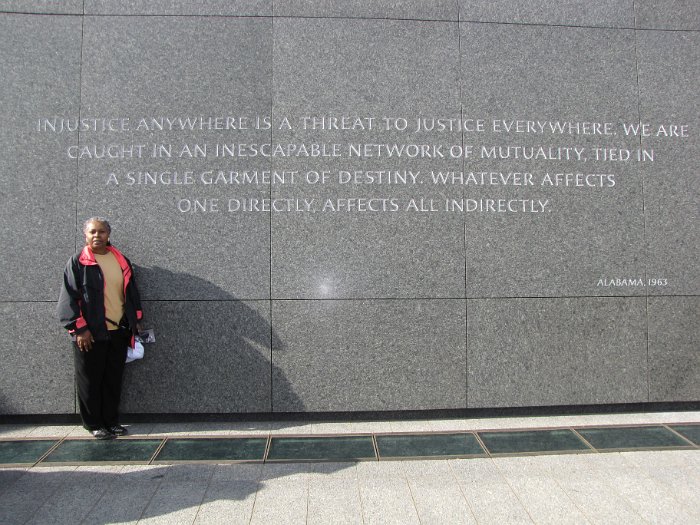 INJUSTICE ANYWHERE IS A THREAT TO JUSTICE EVERYWHERE. WE ARE
CAUGHT IN AN INESCAPABLE NETWORK OF MUTUALITY, TIED IN
A SINGLE GARMENT OF DESTINY. WHATEVER AFFECTS
ONE DIRECTLY, AFFECTS ALL INDIRECTLY.
ALABAMA, 1963